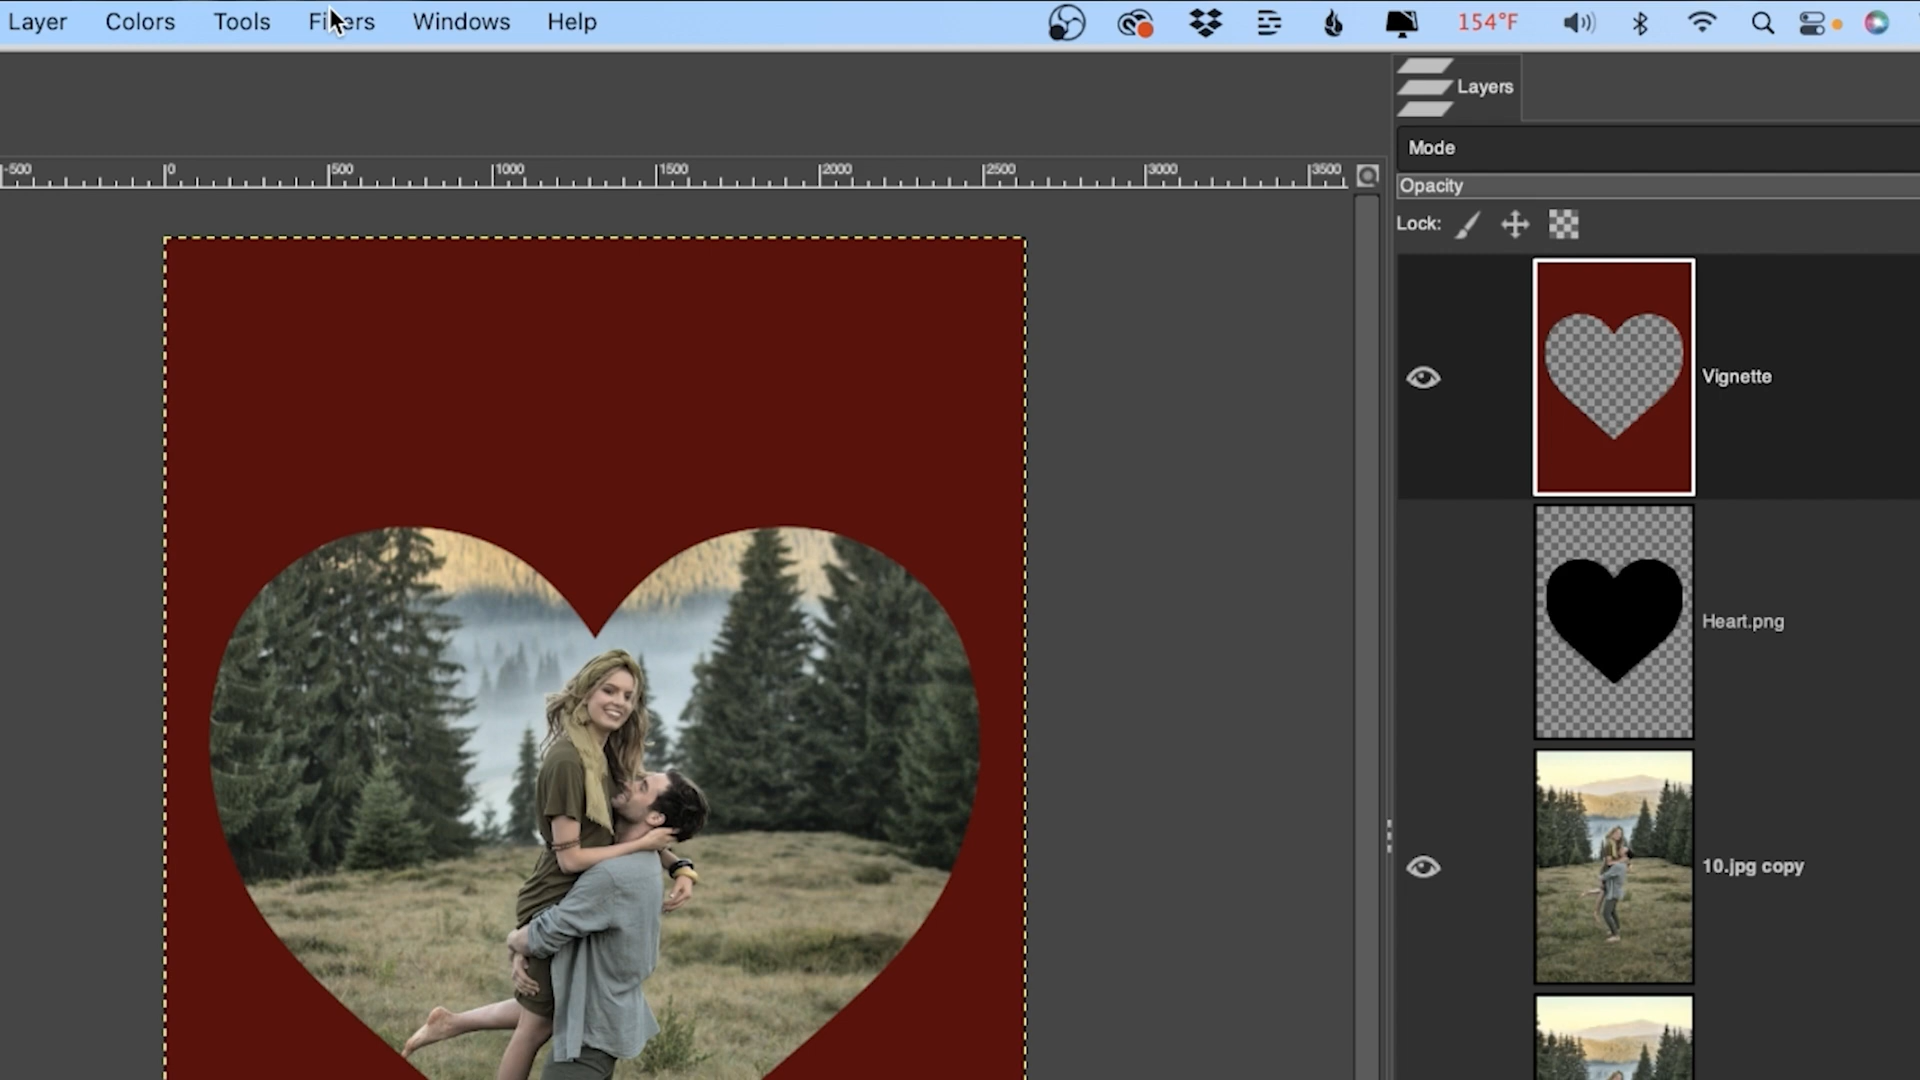 Layer Colors Tools Filters Windows Help 154°F
Layers
Mode
-500 0 500 1000 1500 2000 2500 3000 3500
Opacity
Lock:
Vignette
Heart.png
10.jpg copy